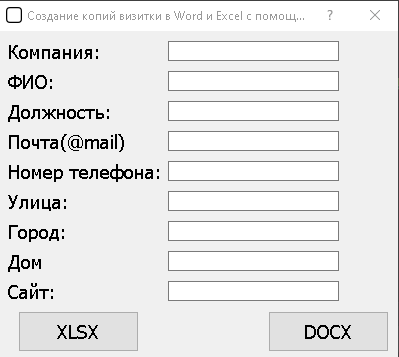 Создание копий визитки в Word и Excel с помощ...
Компания:
ФИО:
Должность:
Почта(@mail)
Номер телефона:
Улица:
Город:
Дом
Сайт:
XLSX DOCX